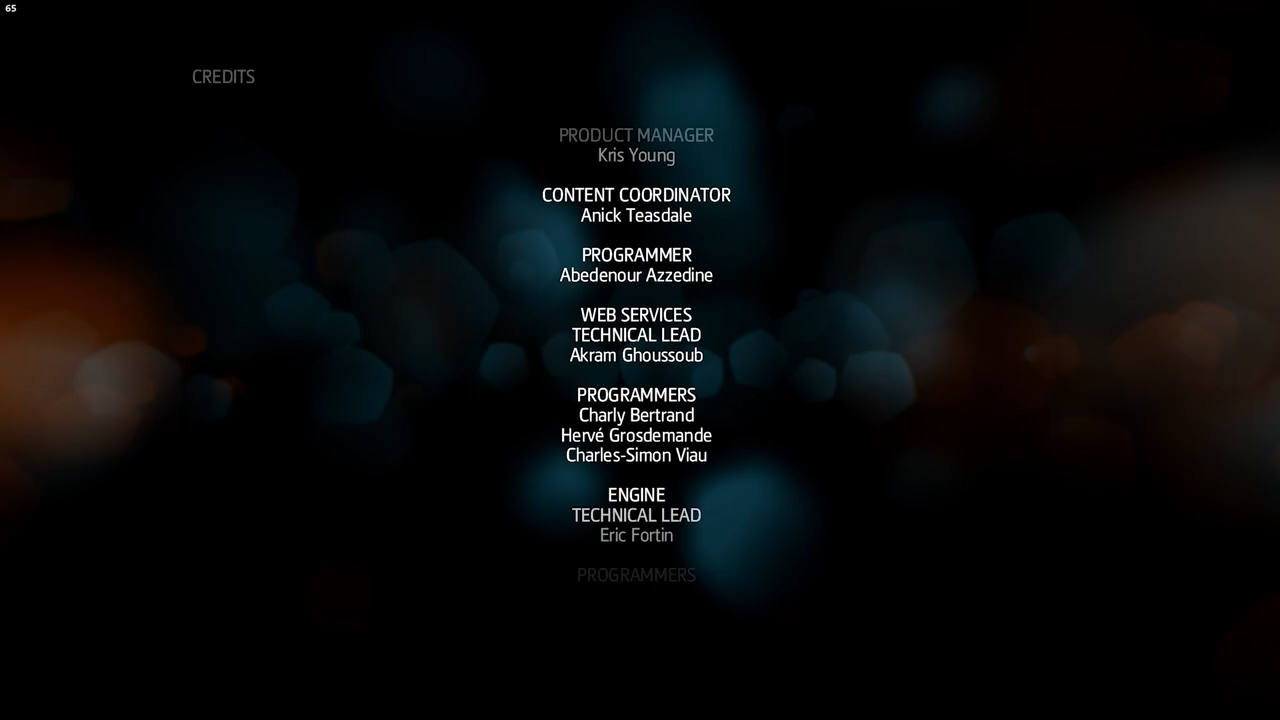 65
CREDITS
PRODUCT MANAGER
Kris Young
CONTENT COORDINATOR
Anick Teasdale
PROGRAMMER
Abedenour Azzedine
WEB SERVICES
TECHNICAL LEAD
Akram Ghoussoub
PROGRAMMERS
Charly Bertrand
Hervé Grosdemande
Charles-Simon Viau
ENGINE
TECHNICAL LEAD
Eric Fortin
PROGRAMMERS